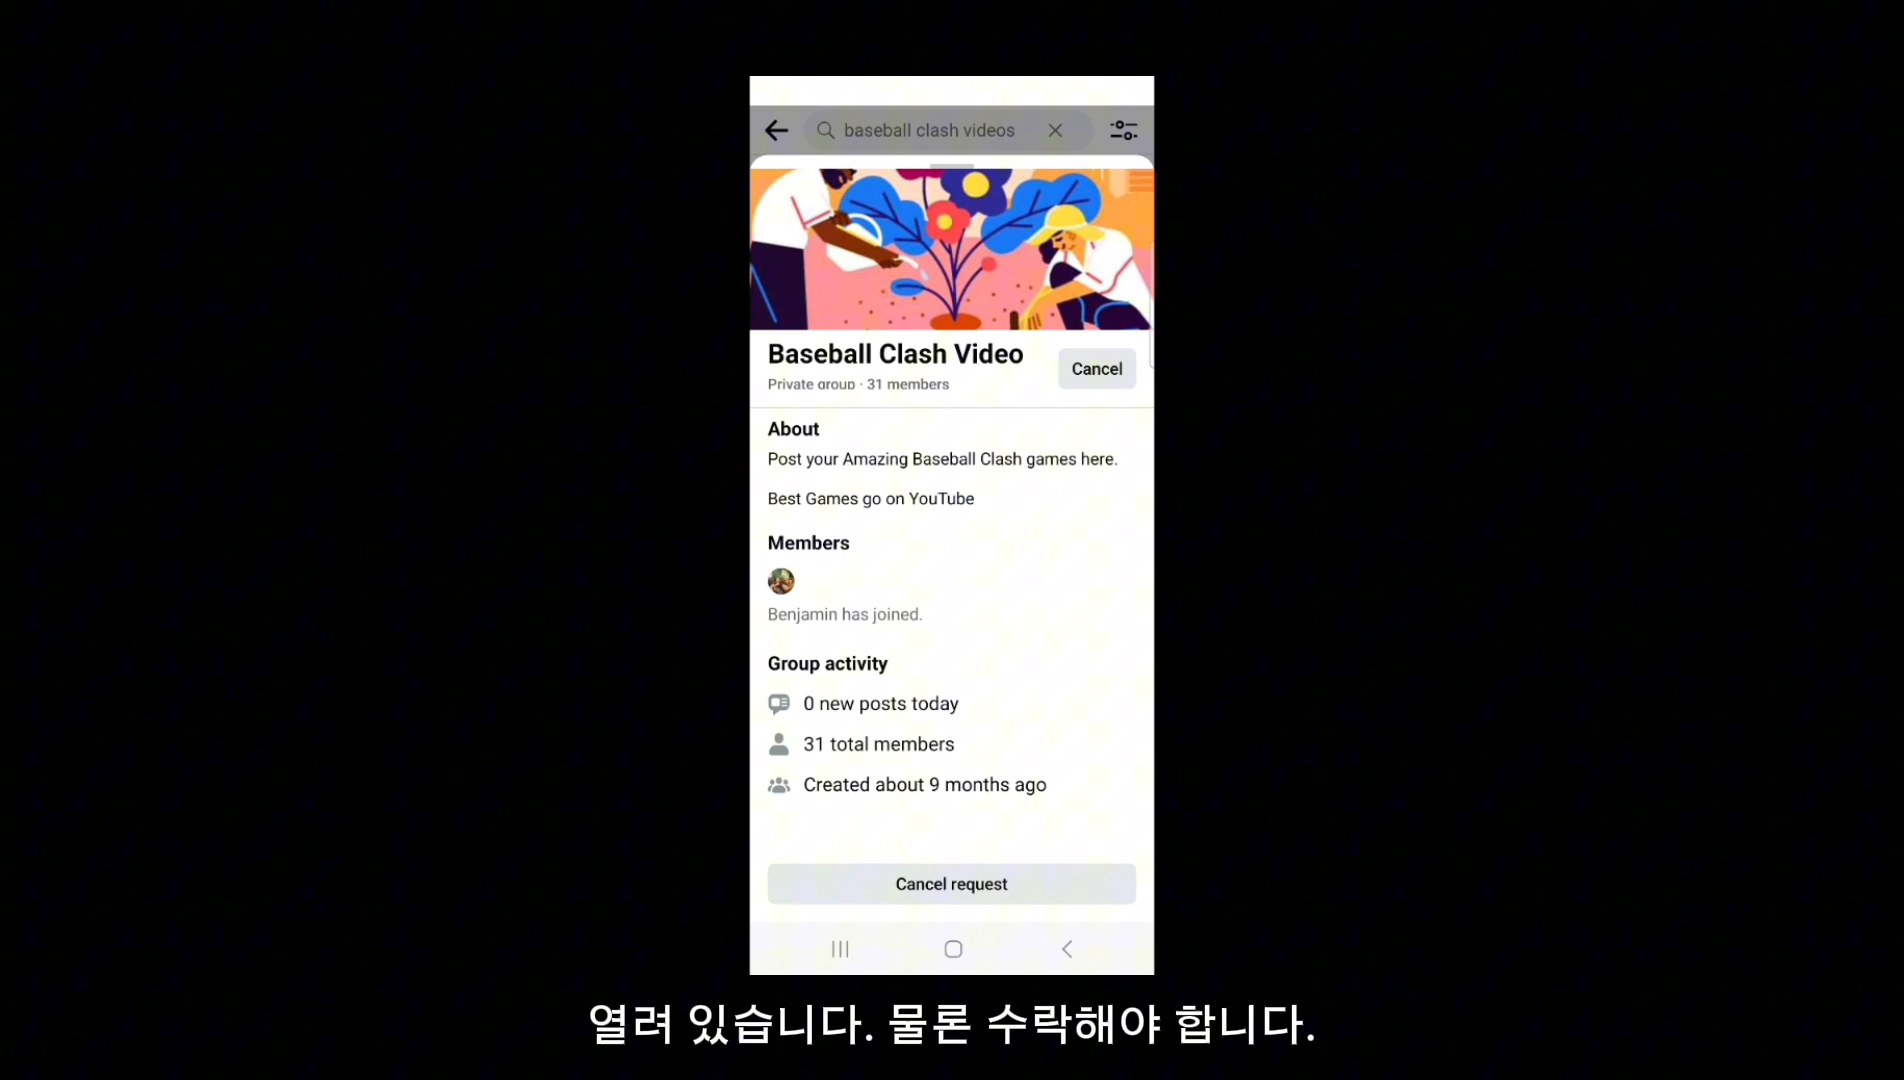 baseball clash videos
Baseball Clash Video
Cancel
Private group · 31 members
About
Post your Amazing Baseball Clash games here.
Best Games go on YouTube
Members
Benjamin has joined.
Group activity
0 new posts today
31 total members
Created about 9 months ago
Cancel request
열려 있습니다. 물론 수락해야 합니다.